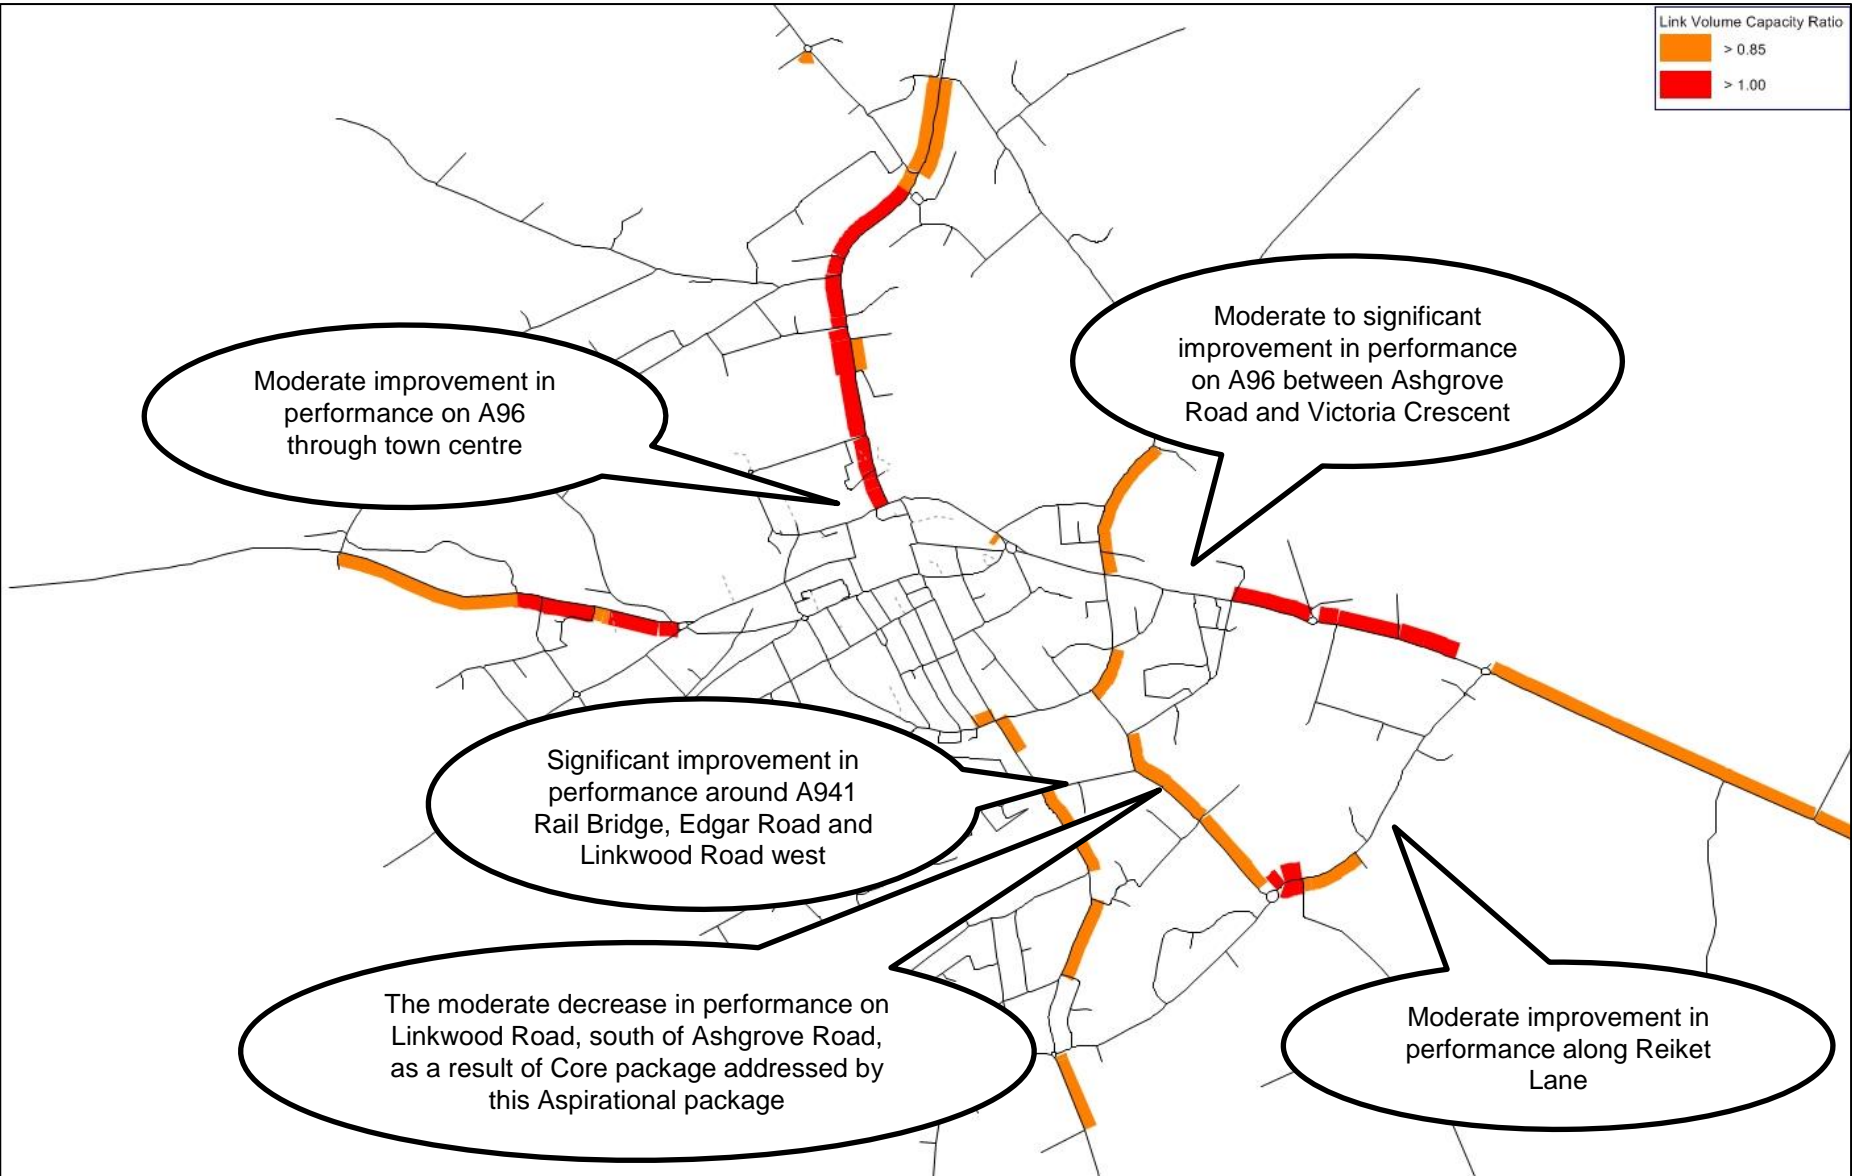 Link Volume Capacity Ratio
> 0.85
> 1.00
Moderate to significant
improvement in performance
on A96 between Ashgrove
Road and Victoria Crescent
Moderate improvement in
performance on A96
through town centre
Significant improvement in
performance around A941
Rail Bridge, Edgar Road and
Linkwood Road west
The moderate decrease in performance on
Linkwood Road, south of Ashgrove Road,
as a result of Core package addressed by
this Aspirational package
Moderate improvement in
performance along Reiket
Lane